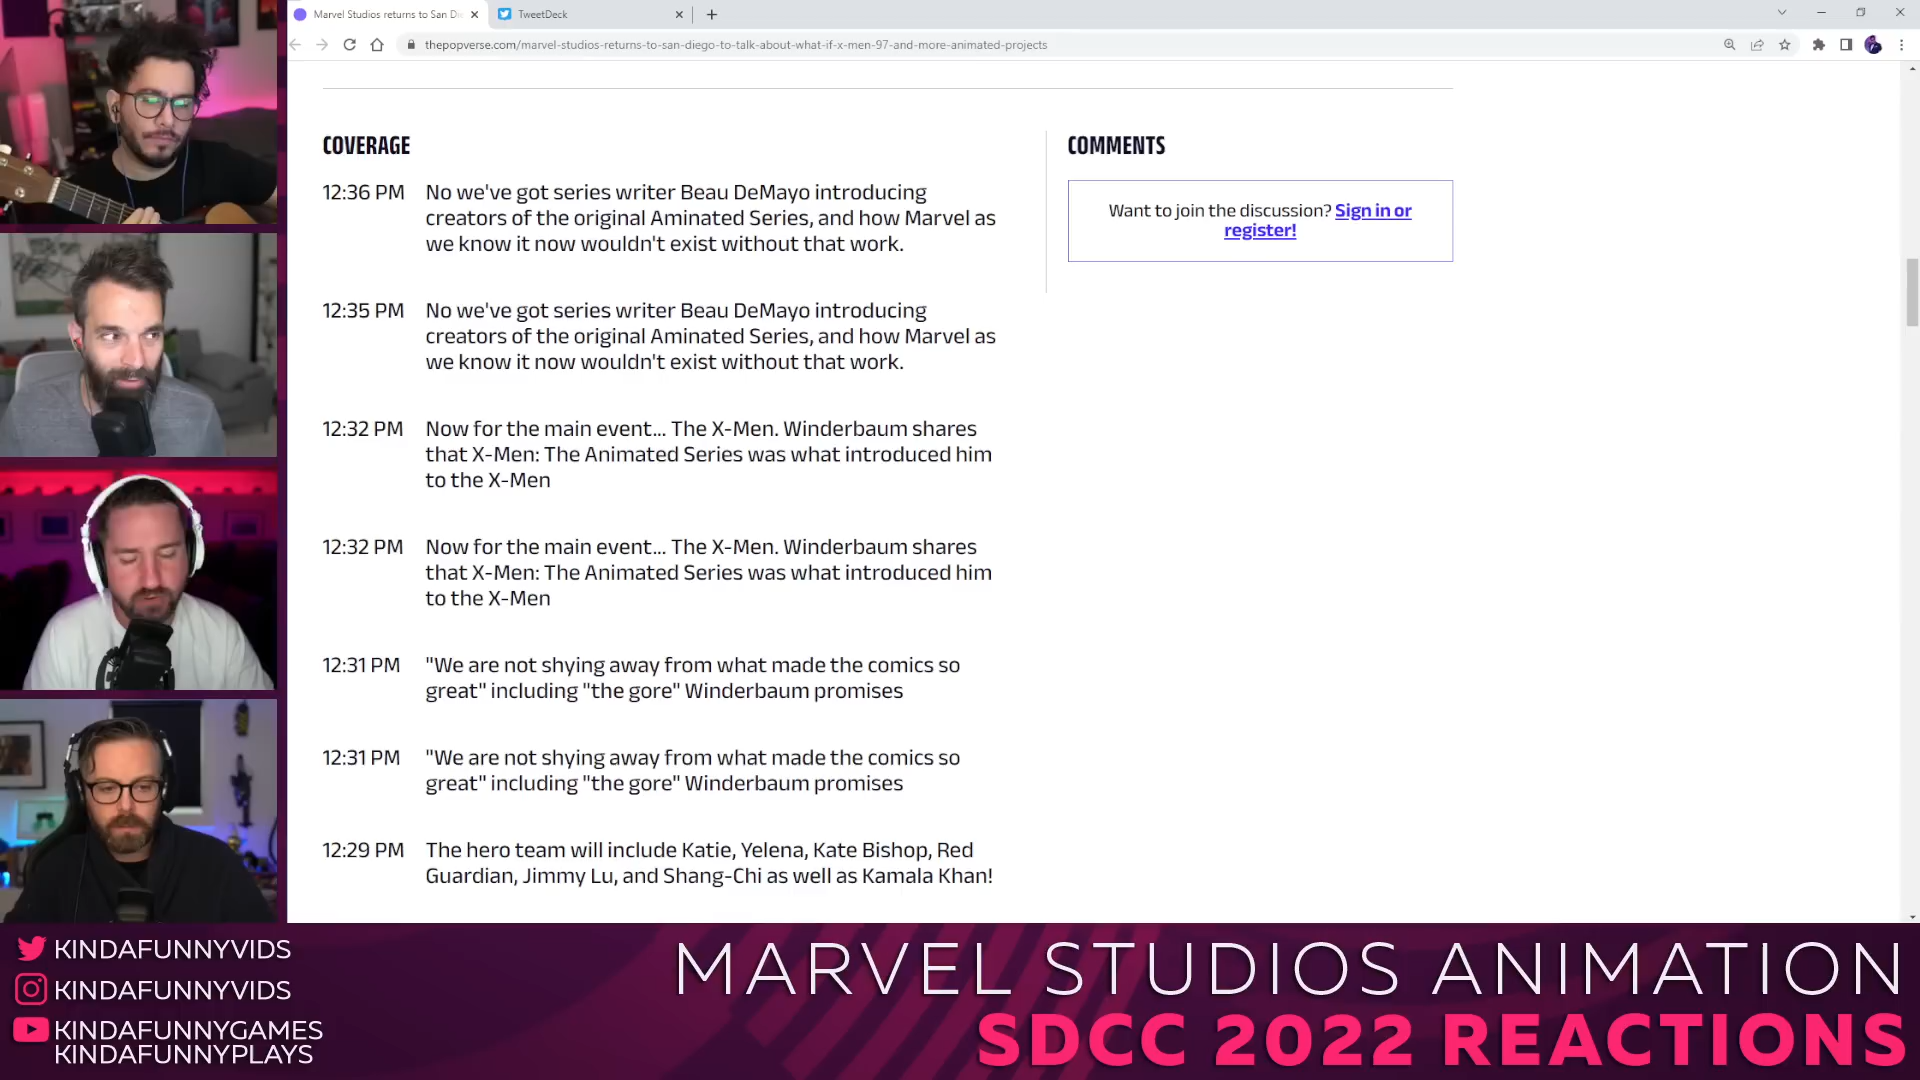 Marvel Studios returns to San Di
TweetDeck
thepopverse.com/marvel-studios-returns-to-san-diego-to-talk-about-what-if-x-men-97-and-more-animated-projects
COVERAGE
12:36 PM No we've got series writer Beau DeMayo introducing
creators of the original Aminated Series, and how Marvel as
we know it now wouldn't exist without that work.
12:35 PM No we've got series writer Beau DeMayo introducing
creators of the original Aminated Series, and how Marvel as
we know it now wouldn't exist without that work.
12:32 PM Now for the main event... The X-Men. Winderbaum shares
that X-Men: The Animated Series was what introduced him
to the X-Men
12:32 PM Now for the main event... The X-Men. Winderbaum shares
that X-Men: The Animated Series was what introduced him
to the X-Men
12:31 PM "We are not shying away from what made the comics so
great" including "the gore" Winderbaum promises
12:31 PM "We are not shying away from what made the comics so
great" including "the gore" Winderbaum promises
12:29 PM The hero team will include Katie, Yelena, Kate Bishop, Red
Guardian, Jimmy Lu, and Shang-Chi as well as Kamala Khan!
COMMENTS
Want to join the discussion? Sign in or
register!
KINDAFUNNYVIDS
KINDAFUNNYVIDS
KINDAFUNNYGAMES
KINDAFUNNYPLAYS
MARVEL STUDIOS ANIMATION
SDCC 2022 REACTIONS